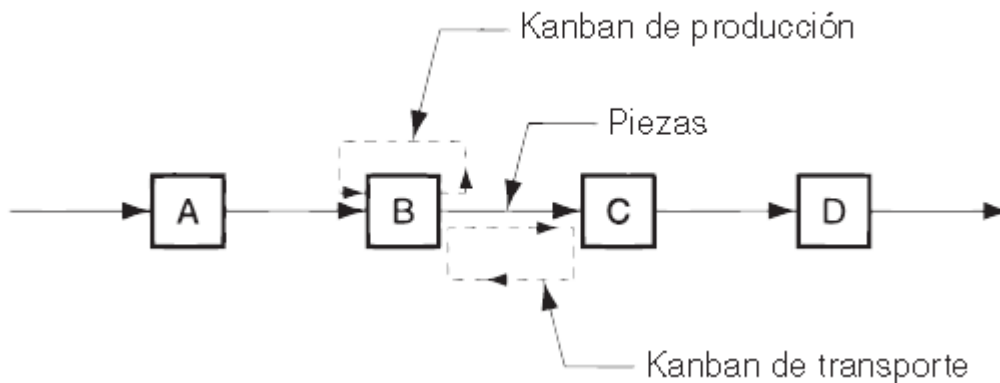 Kanban de producción
Piezas
A
B
C
D
Kanban de transporte